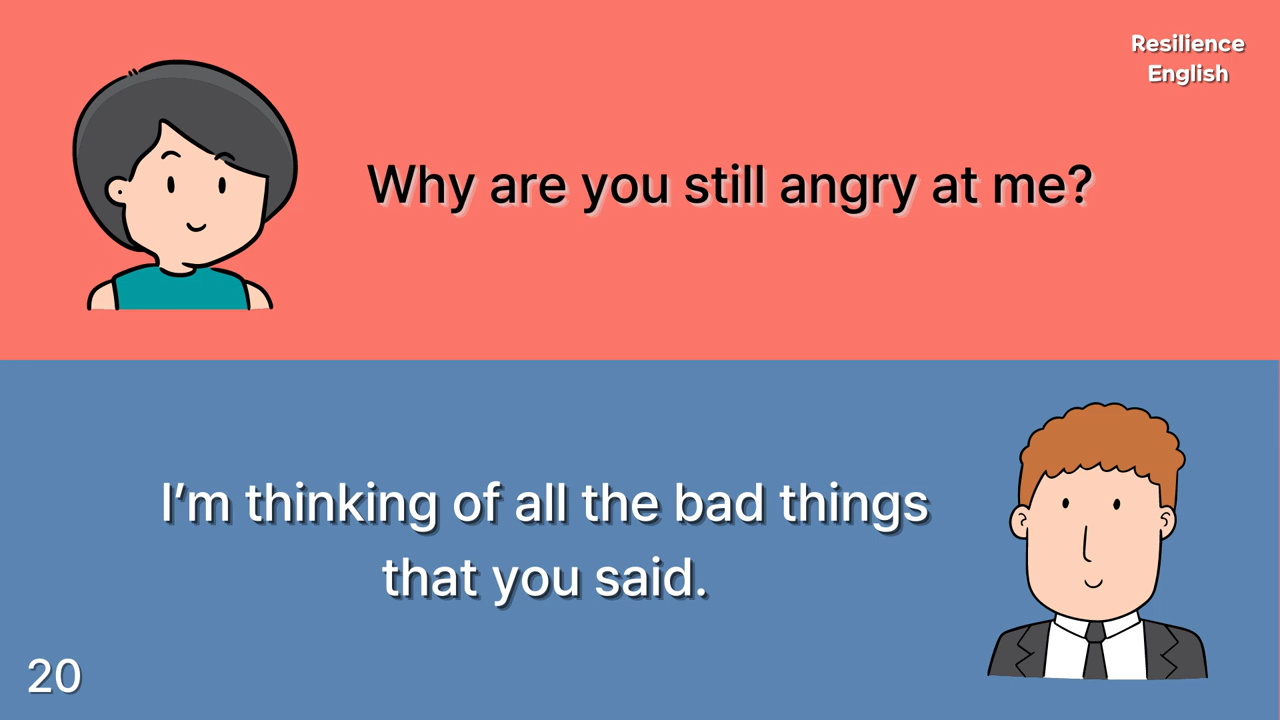 Resilience
English
Why are you still angry at me?
I’m thinking of all the bad things
that you said.
20